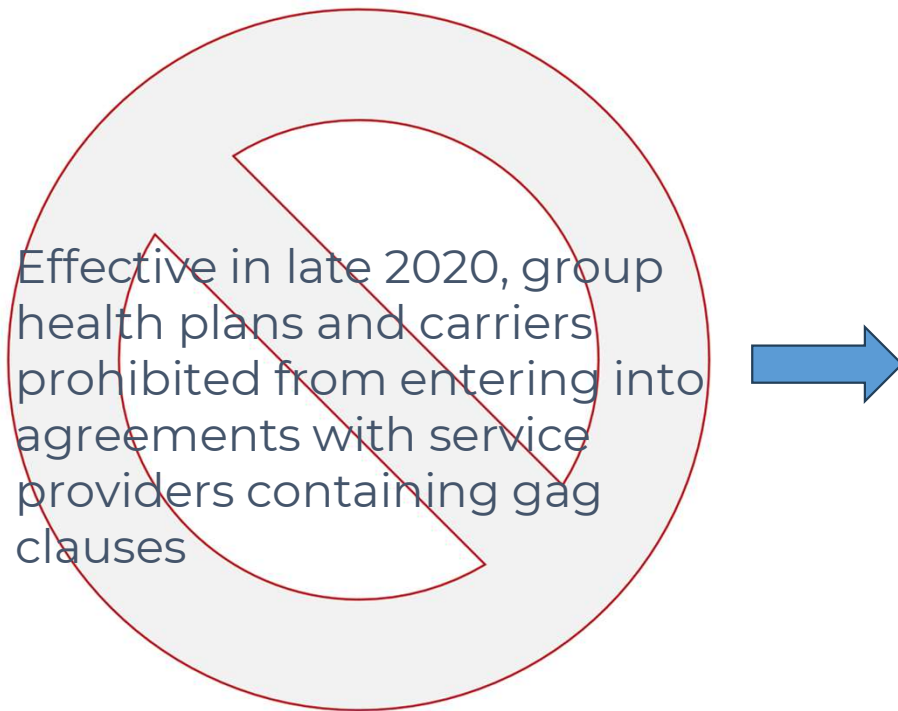 Effective in late 2020, group
health plans and carriers
prohibited from entering into
agreements with service
providers containing gag
clauses